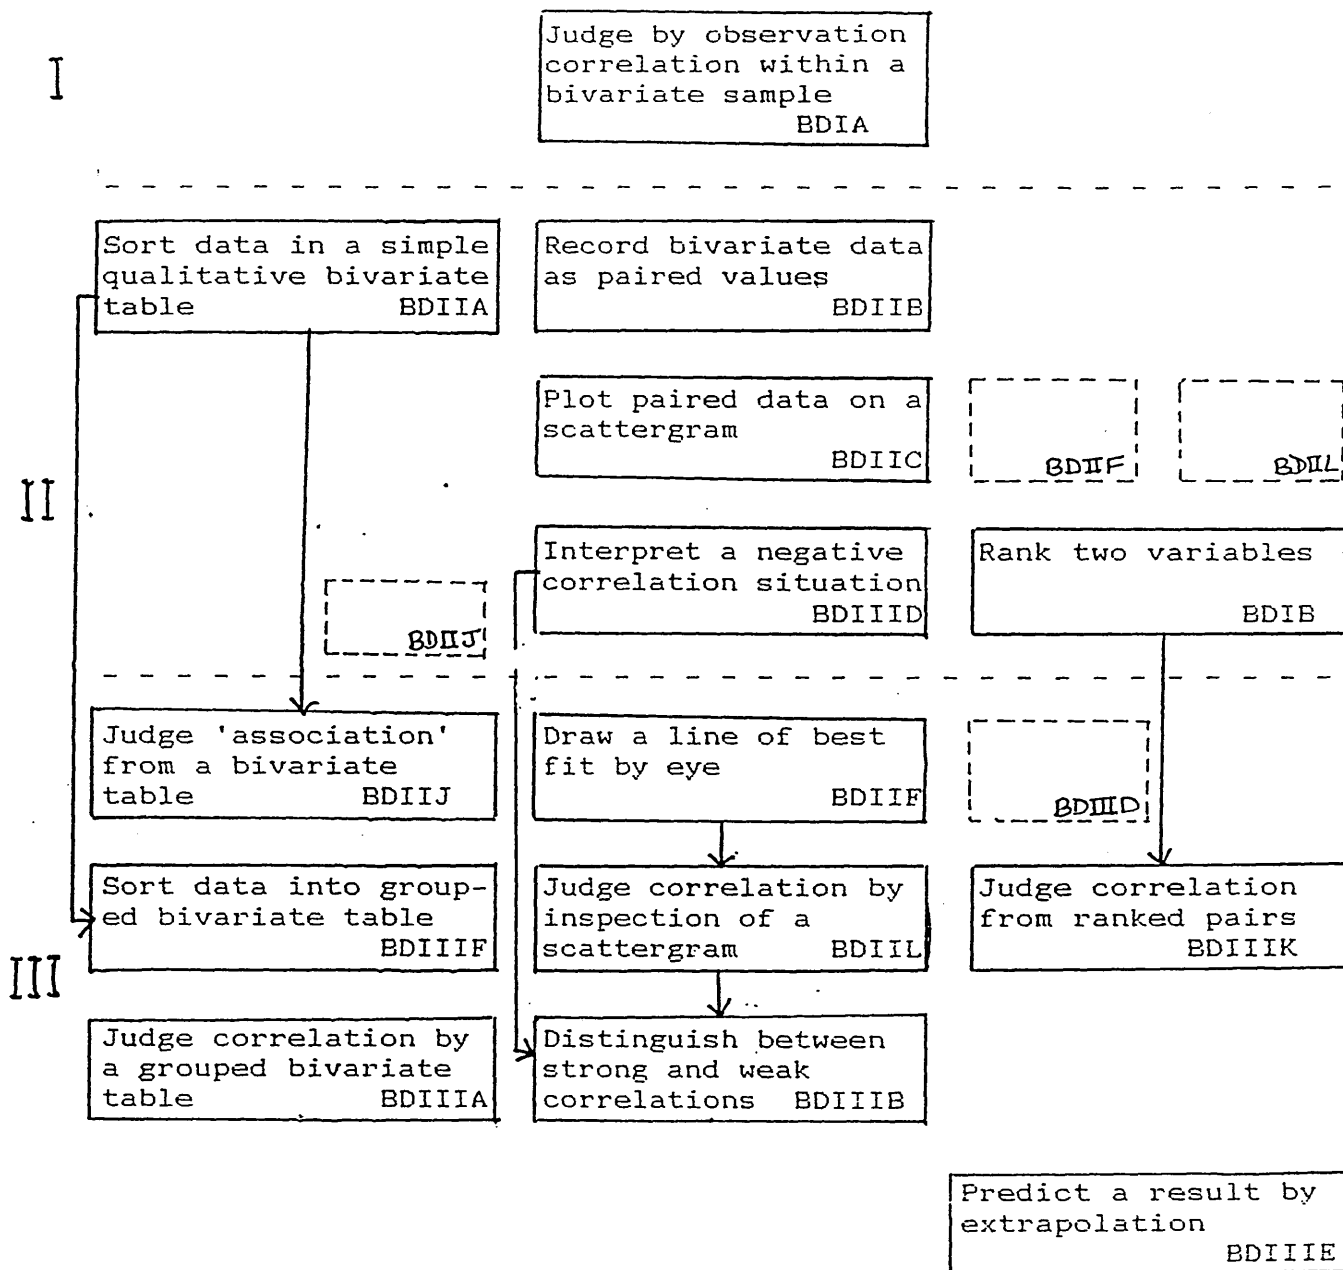 I
Judge by observation
correlation within a
bivariate sample
BDIA
II
Sort data in a simple
qualitative bivariate
table BDIIA
Record bivariate data
as paired values
BDIIB
Plot paired data on a
scattergram
BDIIC
BDIIF
BDIIL
Interpret a negative
correlation situation
BDIIID
Rank two variables
BDIB
BDIIJ
III
Judge 'association'
from a bivariate
table BDIIJ
Draw a line of best
fit by eye
BDIIF
BDIIID
Sort data into group-
ed bivariate table
BDIIIF
Judge correlation by
inspection of a
scattergram BDIIL
Judge correlation
from ranked pairs
BDIIIK
Judge correlation by
a grouped bivariate
table BDIIIA
Distinguish between
strong and weak
correlations BDIIIB
Predict a result by
extrapolation
BDIIIE